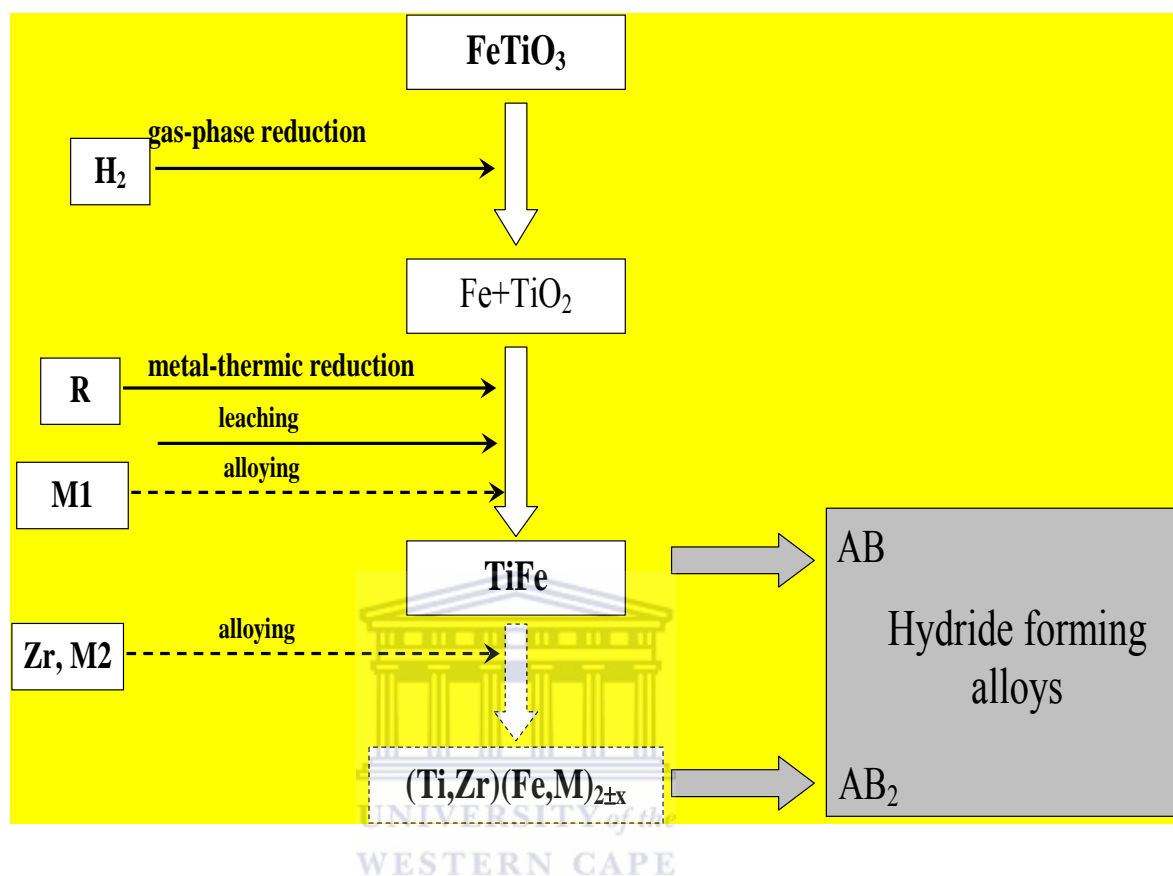 FeTiO₃
gas-phase reduction
H₂
Fe+TiO₂
metal-thermic reduction
R
leaching
alloying
M1
AB
TiFe
Hydride forming
alloys
alloying
Zr, M2
(Ti,Zr)(Fe,M)₂±ₓ
AB₂
UNIVERSITY of the
WESTERN CAPE